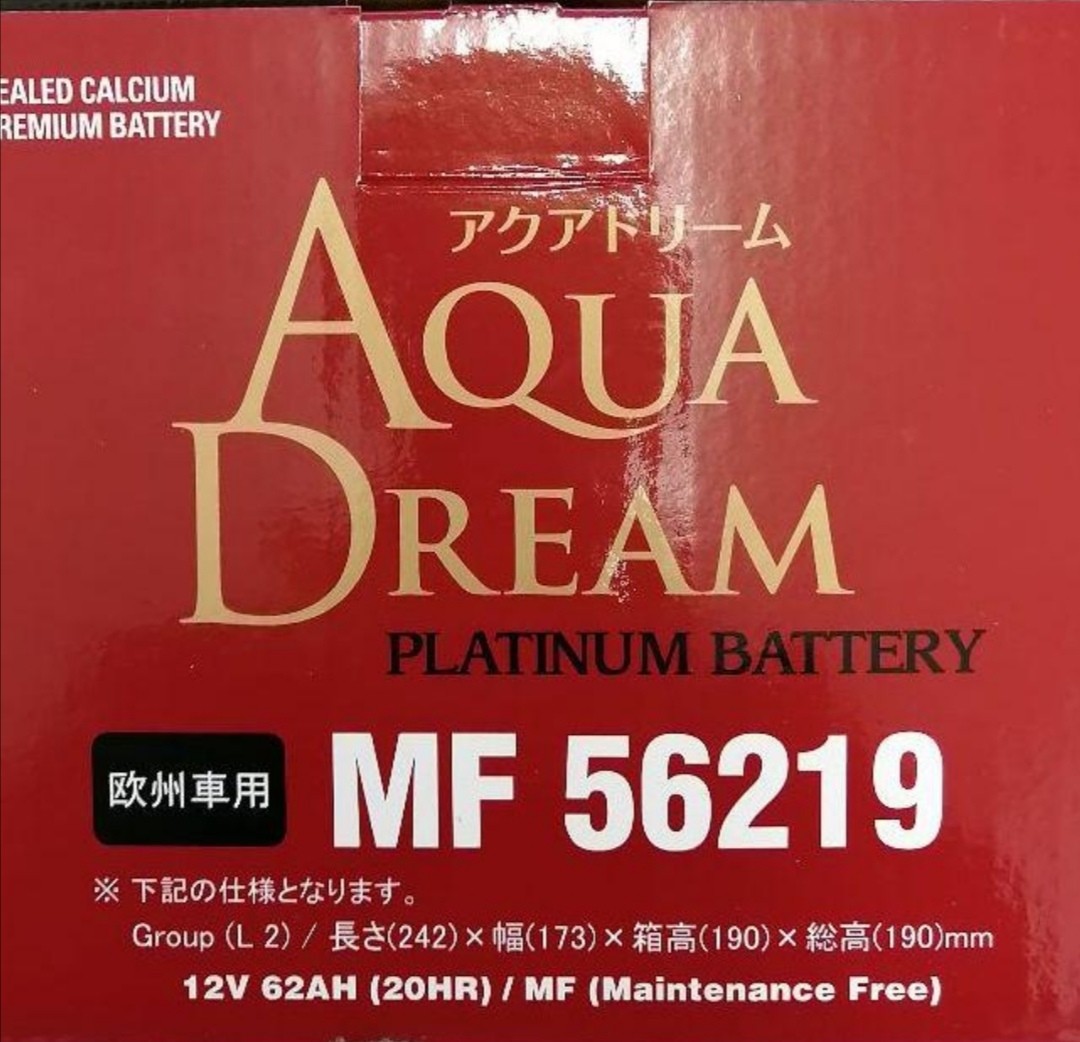 EALED CALCIUM
REMIUM BATTERY
アクアドリーム
AQUA
DREAM
PLATINUM BATTERY
欧州車用
MF 56219
※ 下記の仕様となります。
Group (L 2) / 長さ(242)×幅(173)×箱高(190)×総高(190)mm
12V 62AH (20HR) / MF (Maintenance Free)